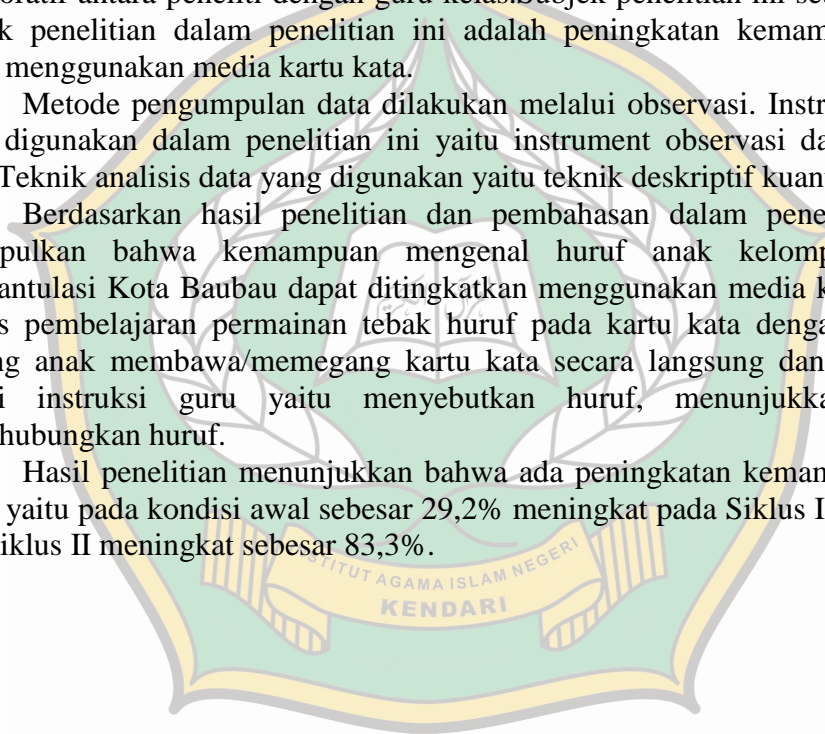 oratif antara peneliti dengan guru kelas.Subjek penelitian ini se
k penelitian dalam penelitian ini adalah peningkatan kemam
menggunakan media kartu kata.
Metode pengumpulan data dilakukan melalui observasi. Instr
digunakan dalam penelitian ini yaitu instrument observasi da
Teknik analisis data yang digunakan yaitu teknik deskriptif kuant
Berdasarkan hasil penelitian dan pembahasan dalam pene
pulkan bahwa kemampuan mengenal huruf anak kelomp
antulasi Kota Baubau dapat ditingkatkan menggunakan media k
s pembelajaran permainan tebak huruf pada kartu kata denga
ng anak membawa/memegang kartu kata secara langsung dan
i instruksi guru yaitu menyebutkan huruf, menunjukka
hubungkan huruf.
Hasil penelitian menunjukkan bahwa ada peningkatan keman
yaitu pada kondisi awal sebesar 29,2% meningkat pada Siklus I
iklus II meningkat sebesar 83,3%.
INSTITUT AGAMA ISLAM NEGERI
KENDARI